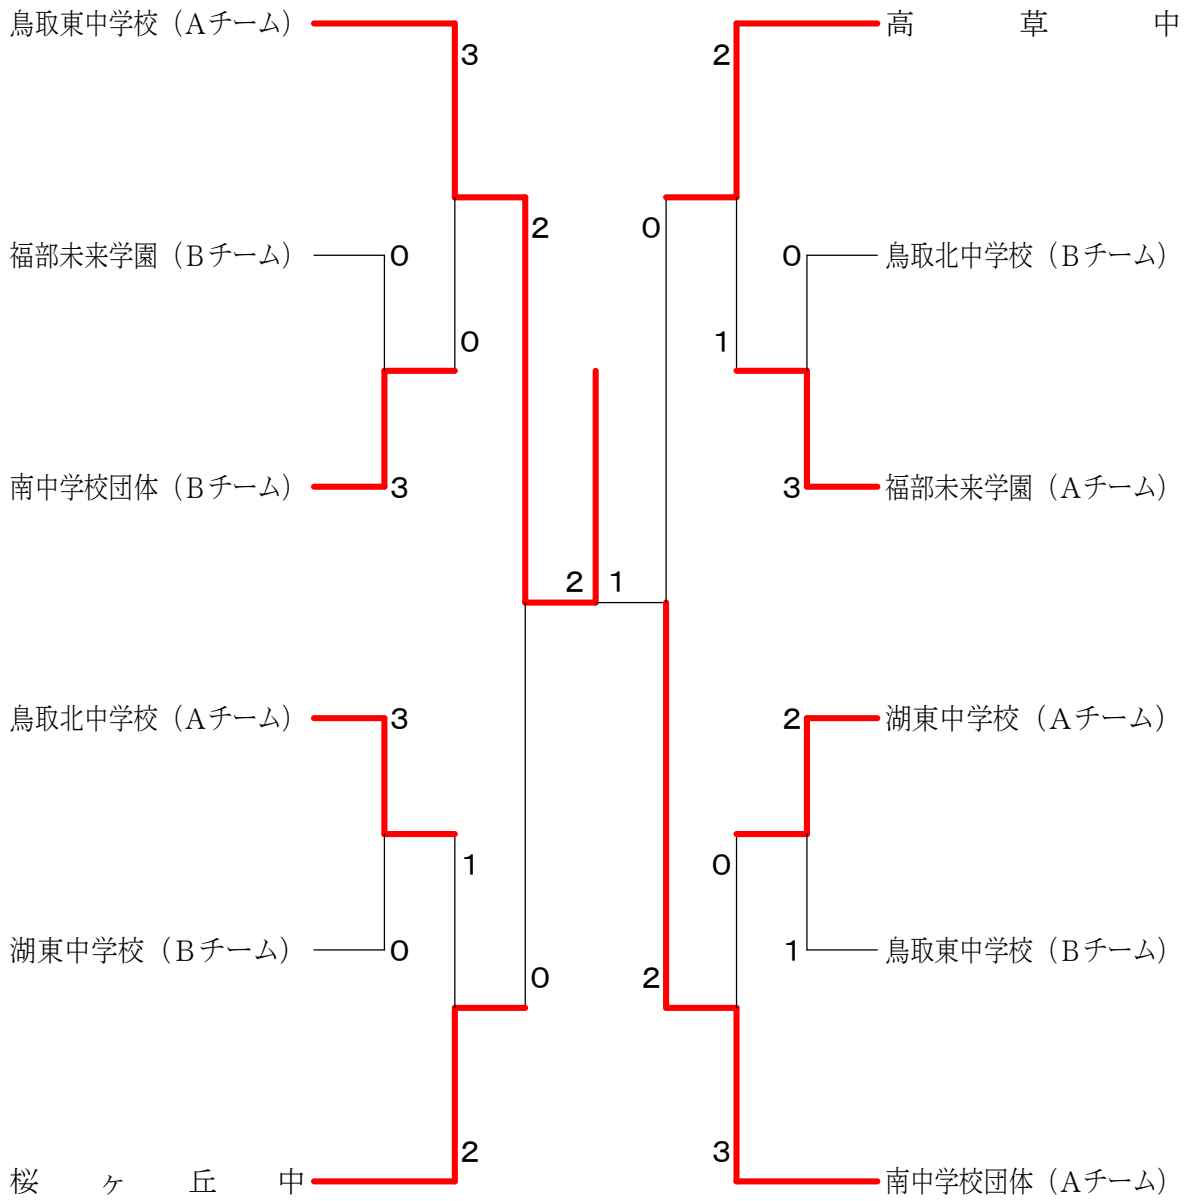 鳥取東中学校（Aチーム）
高草中
3
2
2
0
福部未来学園（Bチーム）
0
0
鳥取北中学校（Bチーム）
0
1
南中学校団体（Bチーム）
3
3
福部未来学園（Aチーム）
2
1
鳥取北中学校（Aチーム）
3
2
湖東中学校（Aチーム）
1
0
湖東中学校（Bチーム）
0
1
鳥取東中学校（Bチーム）
0
2
2
3
桜ヶ丘中
南中学校団体（Aチーム）